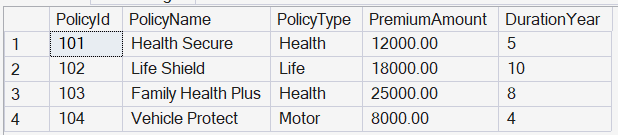 PolicyId PolicyName PolicyType PremiumAmount DurationYear
1 101 Health Secure Health 12000.00 5
2 102 Life Shield Life 18000.00 10
3 103 Family Health Plus Health 25000.00 8
4 104 Vehicle Protect Motor 8000.00 4